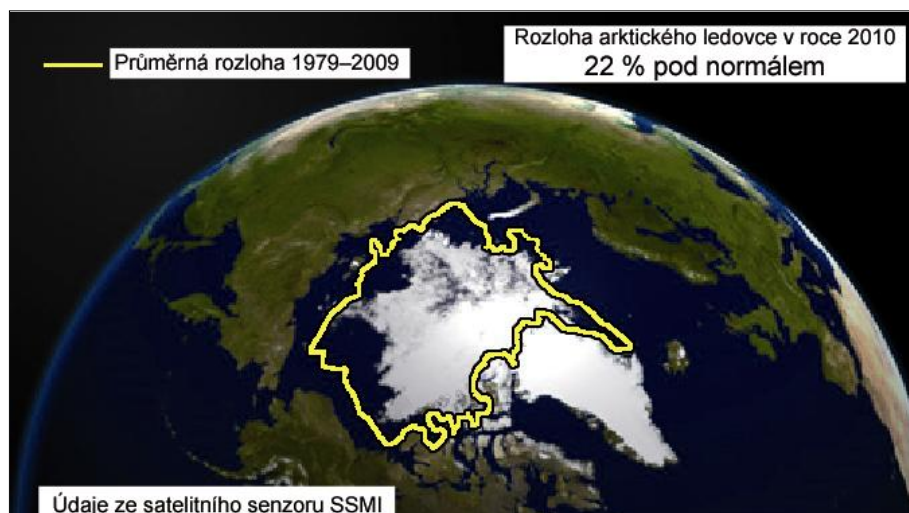 Průměrná rozloha 1979–2009
Rozloha arktického ledovce v roce 2010
22 % pod normálem
Údaje ze satelitního senzoru SSMI